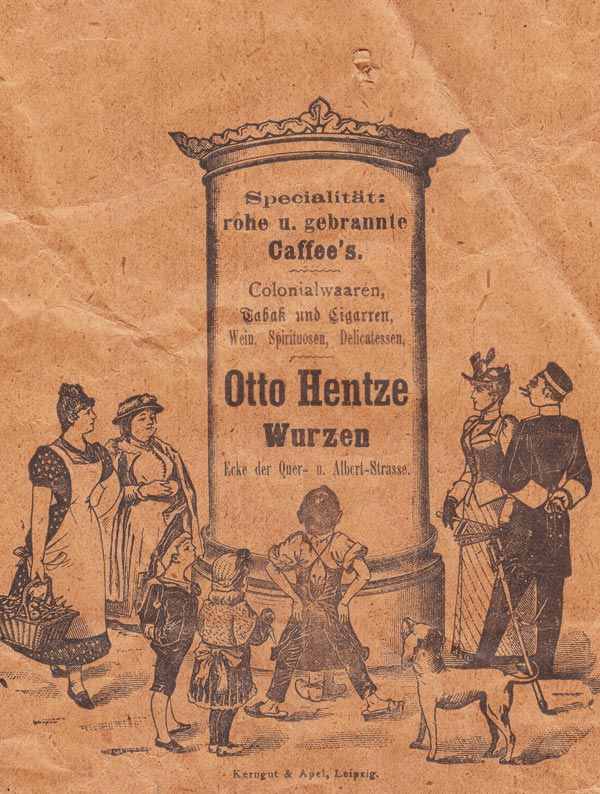 Specialität:
rohe u. gebrannte
Caffee's.
Colonialwaaren,
Tabak und Cigarren,
Wein, Spirituosen, Delicatessen,
Otto Hentze
Wurzen
Ecke der Quer- u. Albert-Strasse.
Kerngut & Apel, Leipzig.